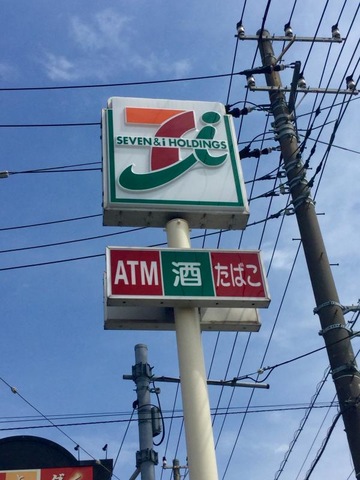 7i
SEVEN & i HOLDINGS
ATM 酒 たばこ